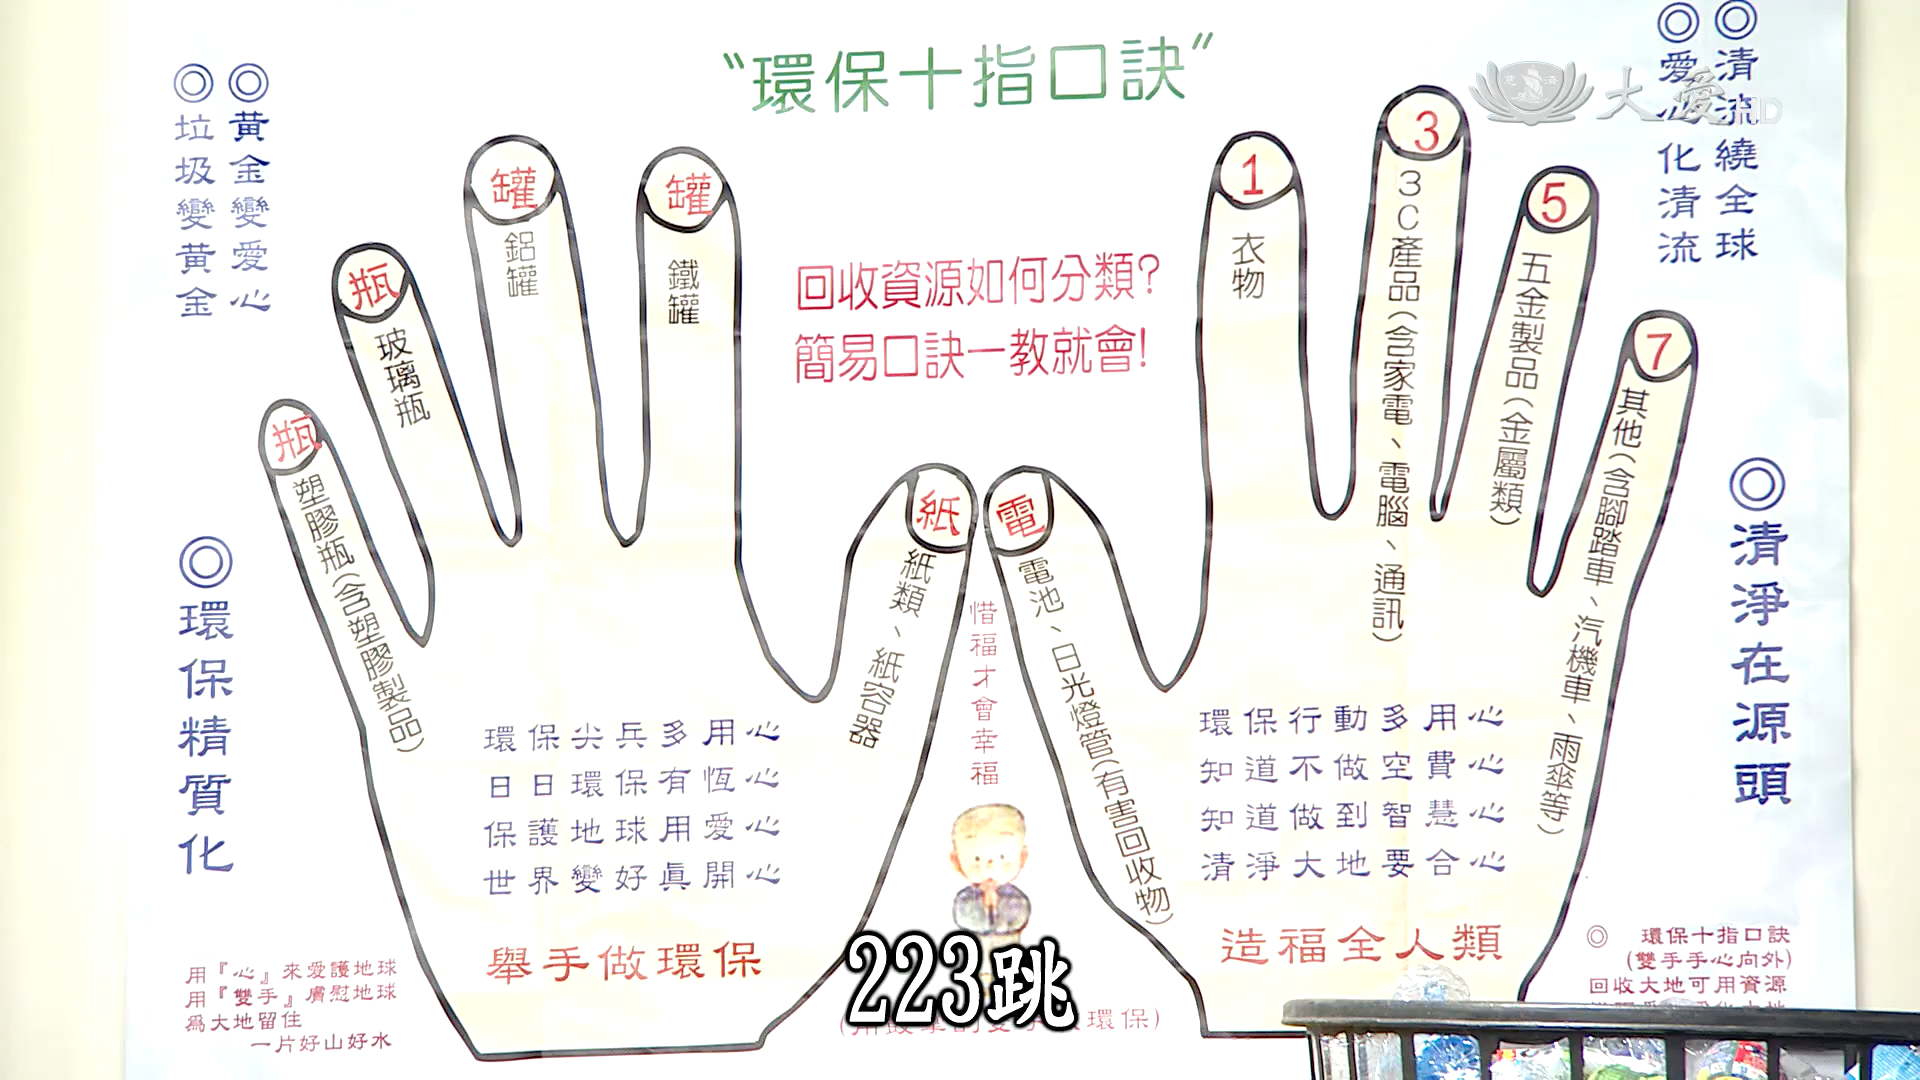 "環保十指口訣"
◎黃金變愛心
◎垃圾變黃金
◎清流繞全球
◎愛心化清流
大愛HD
回收資源如何分類?
簡易口訣一教就會!
瓶
塑膠瓶(含塑膠製品)
瓶
玻璃瓶
罐
鋁罐
罐
鐵罐
紙
紙類、紙容器
電
電池、日光燈管(有害回收物)
1
衣物
3
3C產品(含家電、電腦、通訊)
5
五金製品(金屬類)
7
其他(含腳踏車、汽機車、雨傘等)
◎環保精質化
◎清淨在源頭
惜福才會幸福
環保尖兵多用心
日日環保有恆心
保護地球用愛心
世界變好真開心
舉手做環保
環保行動多用心
知道不做空費心
知道做到智慧心
清淨大地要合心
造福全人類
用『心』來愛護地球
用『雙手』膚慰地球
為大地留住
一片好山好水
◎ 環保十指口訣
(雙手手心向外)
回收大地可用資源
環保)
223跳